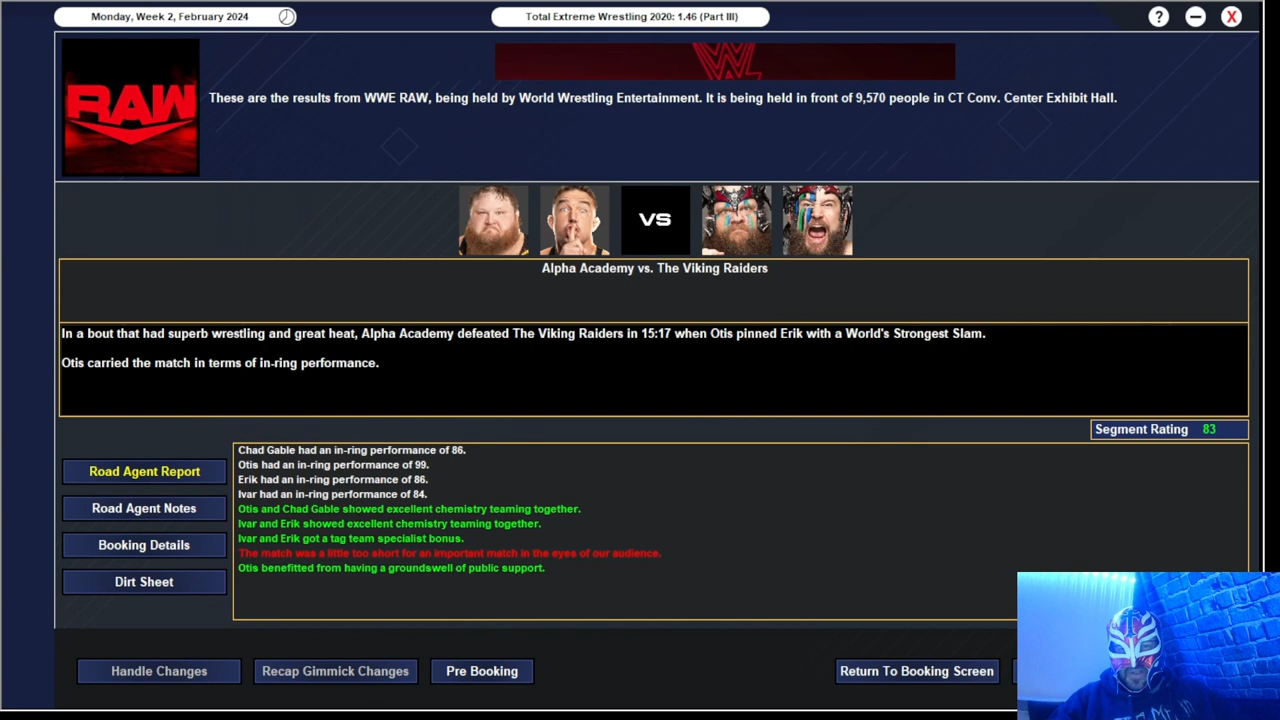 Monday, Week 2, February 2024
Total Extreme Wrestling 2020: 1.46 (Part III)
?
X
RAW
These are the results from WWE RAW, being held by World Wrestling Entertainment. It is being held in front of 9,570 people in CT Conv. Center Exhibit Hall.
VS
Alpha Academy vs. The Viking Raiders
In a bout that had superb wrestling and great heat, Alpha Academy defeated The Viking Raiders in 15:17 when Otis pinned Erik with a World's Strongest Slam.
Otis carried the match in terms of in-ring performance.
Segment Rating 83
Road Agent Report
Road Agent Notes
Booking Details
Dirt Sheet
Chad Gable had an in-ring performance of 86.
Otis had an in-ring performance of 99.
Erik had an in-ring performance of 86.
Ivar had an in-ring performance of 84.
Otis and Chad Gable showed excellent chemistry teaming together.
Ivar and Erik showed excellent chemistry teaming together.
Ivar and Erik got a tag team specialist bonus.
The match was a little too short for an important match in the eyes of our audience.
Otis benefitted from having a groundswell of public support.
Handle Changes
Recap Gimmick Changes
Pre Booking
Return To Booking Screen